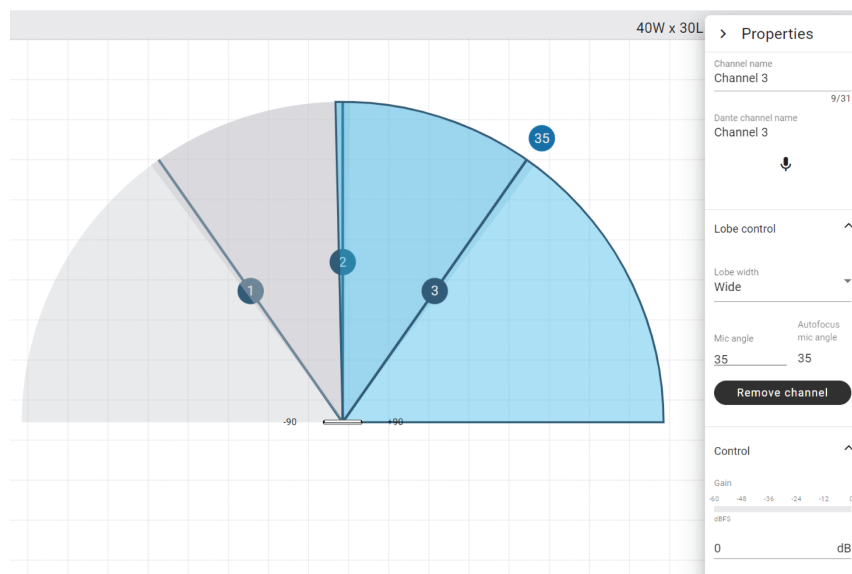 40W x 30L
35
2
1
3
-90
+90
Properties
Channel name
Channel 3
9/31
Dante channel name
Channel 3
Lobe control
Lobe width
Wide
Mic angle
35
Autofocus
mic angle
35
Remove channel
Control
Gain
-60 -48 -36 -24 -12 0
dBFS
0 dB